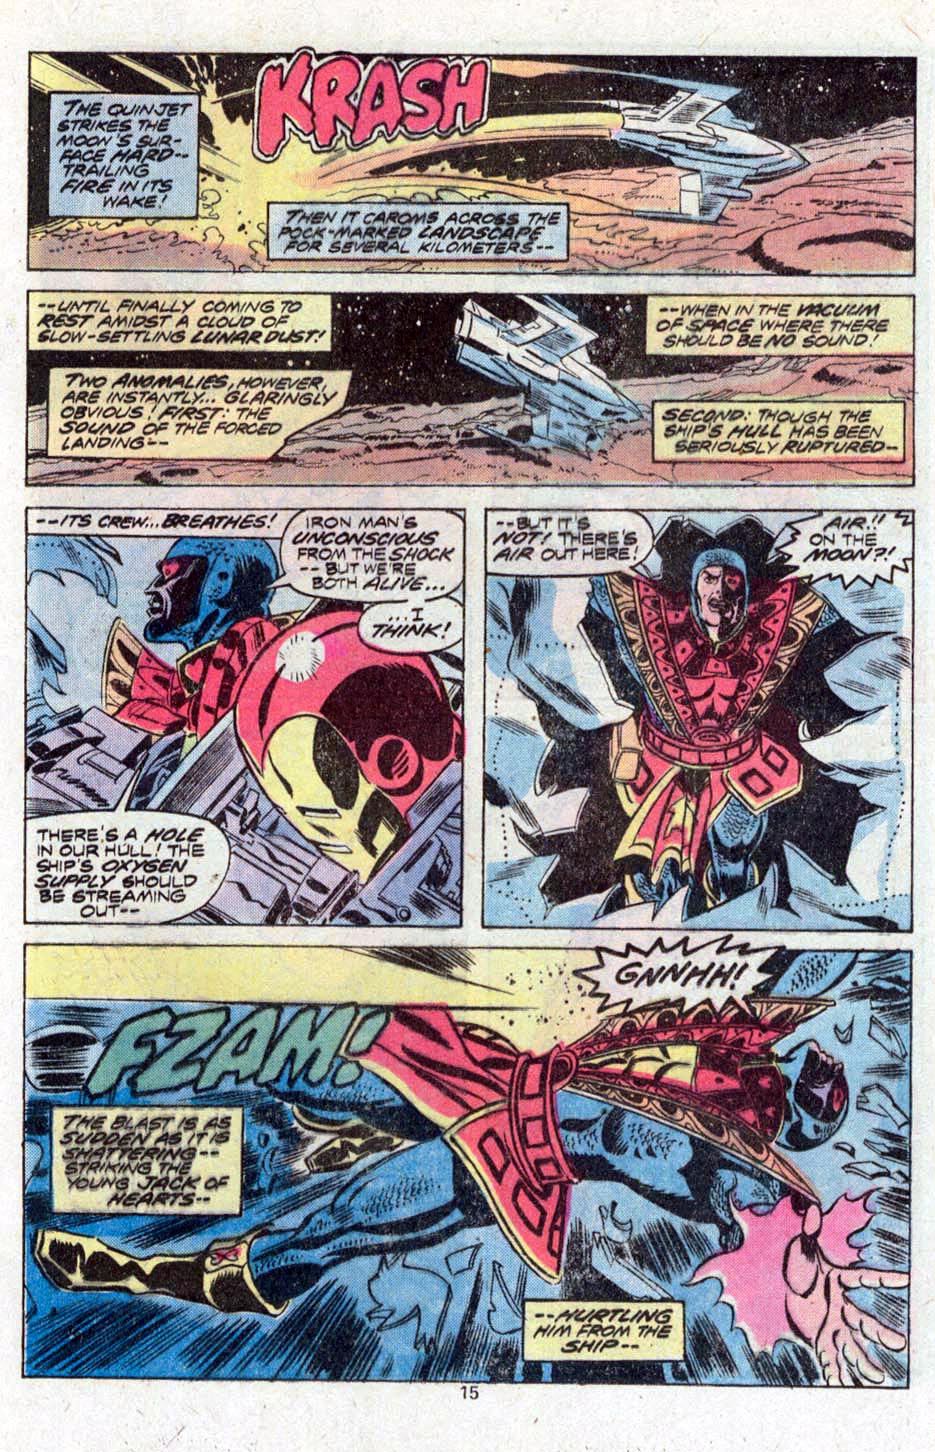 KRASH
THE QUINJET
STRIKES THE
MOON'S SUR-
FACE HARD--
TRAILING
FIRE IN ITS
WAKE!
THEN IT CAROMS ACROSS THE
POCK-MARKED LANDSCAPE
FOR SEVERAL KILOMETERS--
--UNTIL FINALLY COMING TO
REST AMIDST A CLOUD OF
SLOW-SETTLING LUNAR DUST!
TWO ANOMALIES, HOWEVER,
ARE INSTANTLY... GLARINGLY
OBVIOUS! FIRST: THE
SOUND OF THE FORCED
LANDING--
--WHEN IN THE VACUUM
OF SPACE WHERE THERE
SHOULD BE NO SOUND!
SECOND: THOUGH THE
SHIP'S HULL HAS BEEN
SERIOUSLY RUPTURED--
--ITS CREW... BREATHES!
IRON MAN'S
UNCONSCIOUS
FROM THE SHOCK
-- BUT WE'RE
BOTH ALIVE...
...I
THINK!
THERE'S A HOLE
IN OUR HULL! THE
SHIP'S OXYGEN
SUPPLY SHOULD
BE STREAMING
OUT--
--BUT IT'S
NOT! THERE'S
AIR OUT HERE!
AIR!!
ON THE
MOON?!
GNNHH!
FZAM!
THE BLAST IS AS
SUDDEN AS IT IS
SHATTERING--
STRIKING THE
YOUNG JACK OF
HEARTS--
--HURTLING
HIM FROM THE
SHIP--
15